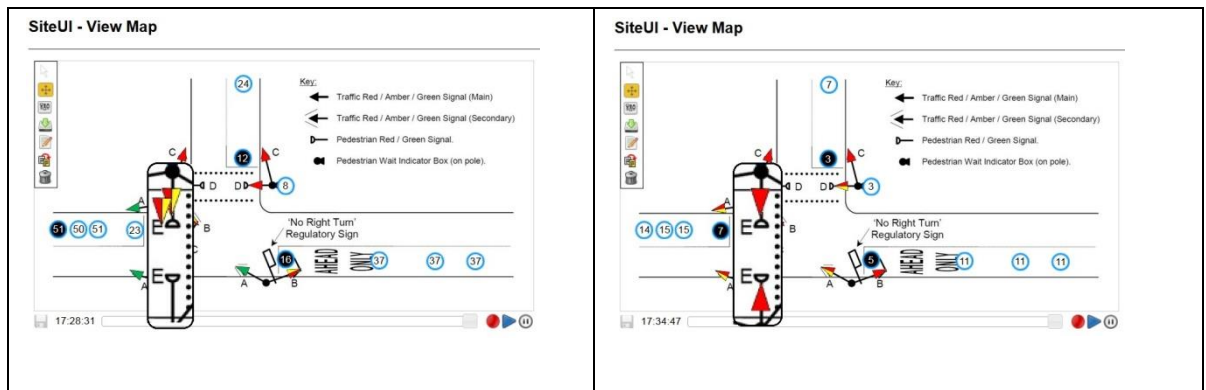 SiteUI - View Map
24
Key:
Traffic Red / Amber / Green Signal (Main)
Traffic Red / Amber / Green Signal (Secondary)
Pedestrian Red / Green Signal.
Pedestrian Wait Indicator Box (on pole).
C
12
C
D
D
8
A
E
B
51 50 51 23
'No Right Turn'
Regulatory Sign
C
16
AHEAD
ONLY
37 37 37
E
A
A
B
17:28:31
SiteUI - View Map
7
Key:
Traffic Red / Amber / Green Signal (Main)
Traffic Red / Amber / Green Signal (Secondary)
Pedestrian Red / Green Signal.
Pedestrian Wait Indicator Box (on pole).
C
3
C
D
D
3
A
E
B
14 15 15 7
'No Right Turn'
Regulatory Sign
5
AHEAD
ONLY
11 11 11
E
A
A
B
17:34:47